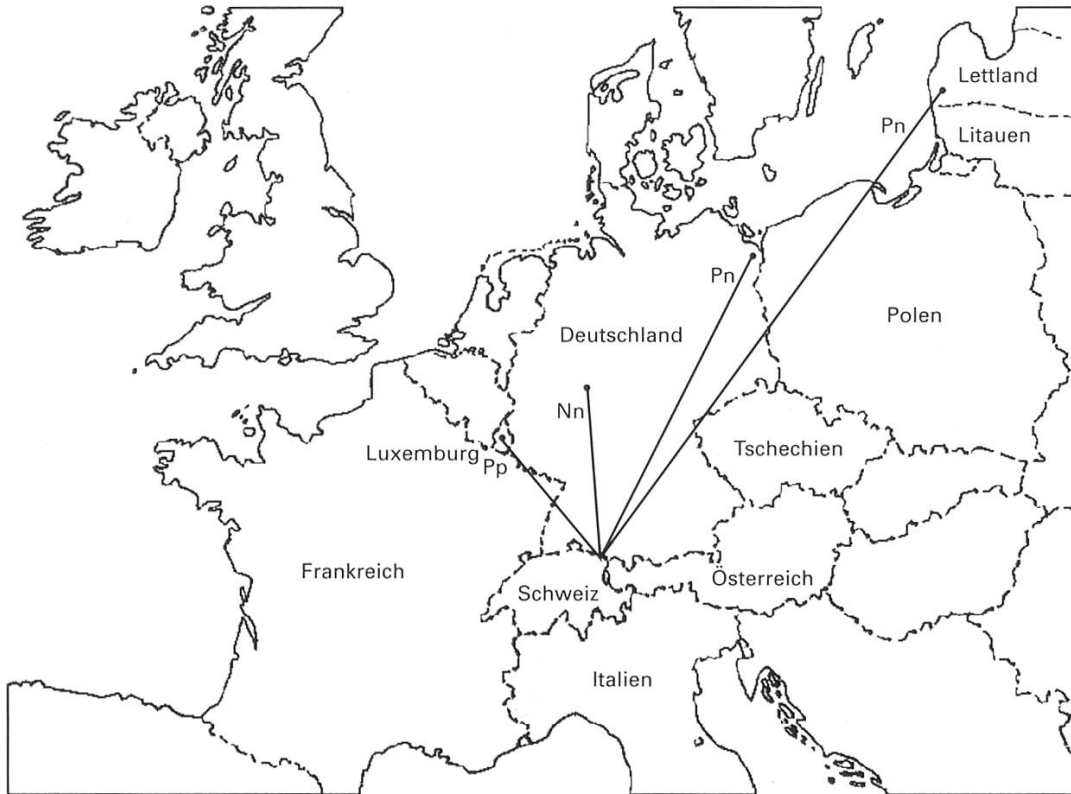 Lettland
Pn
Litauen
Pn
Polen
Deutschland
Nn
Luxemburg
Pp
Tschechien
Frankreich
Schweiz
Österreich
Italien